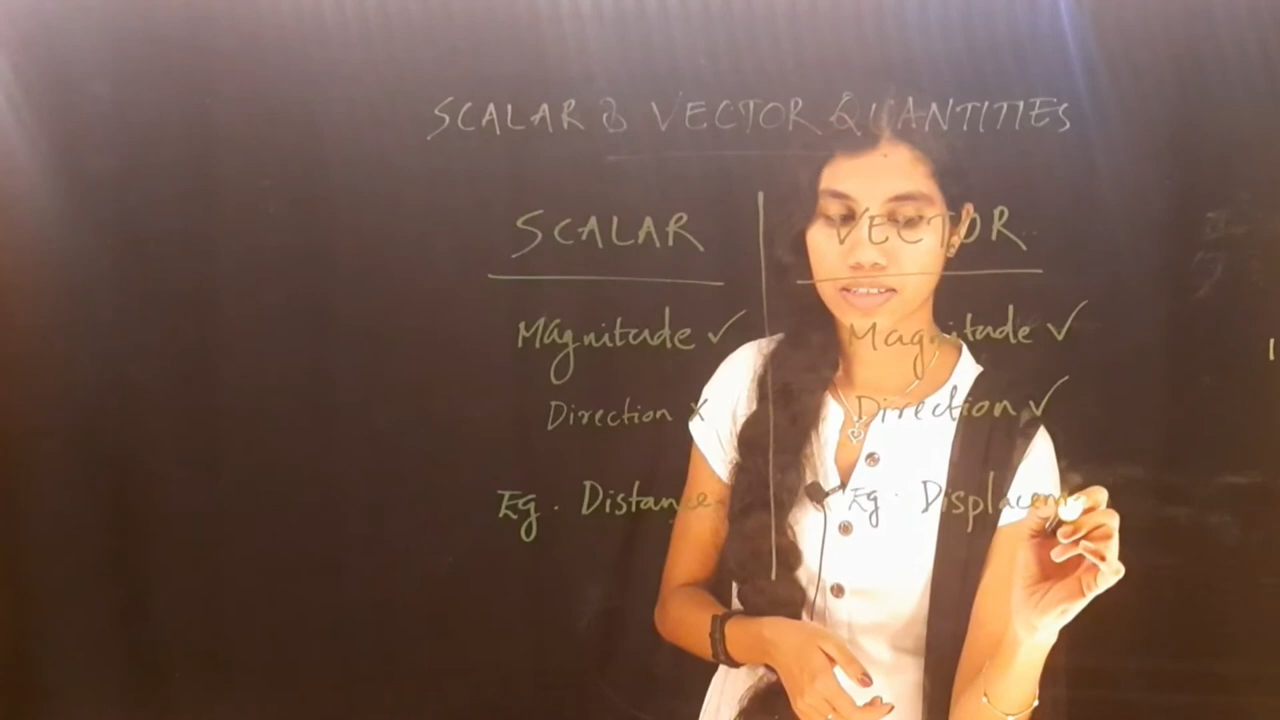 SCALAR & VECTOR QUANTITIES
SCALAR VECTOR
Magnitude ✓ Magnitude ✓
Direction ✗ Direction ✓
Eg. Distance Eg. Displacem